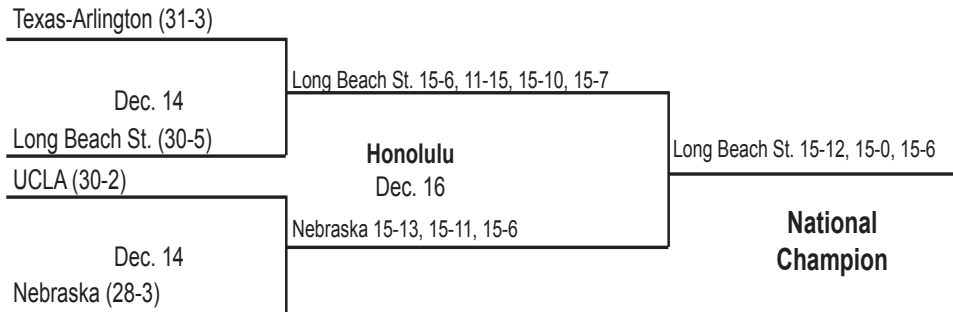 Texas-Arlington (31-3)
Long Beach St. 15-6, 11-15, 15-10, 15-7
Dec. 14
Long Beach St. (30-5)
Honolulu
Dec. 16
Long Beach St. 15-12, 15-0, 15-6
UCLA (30-2)
Nebraska 15-13, 15-11, 15-6
National
Champion
Dec. 14
Nebraska (28-3)